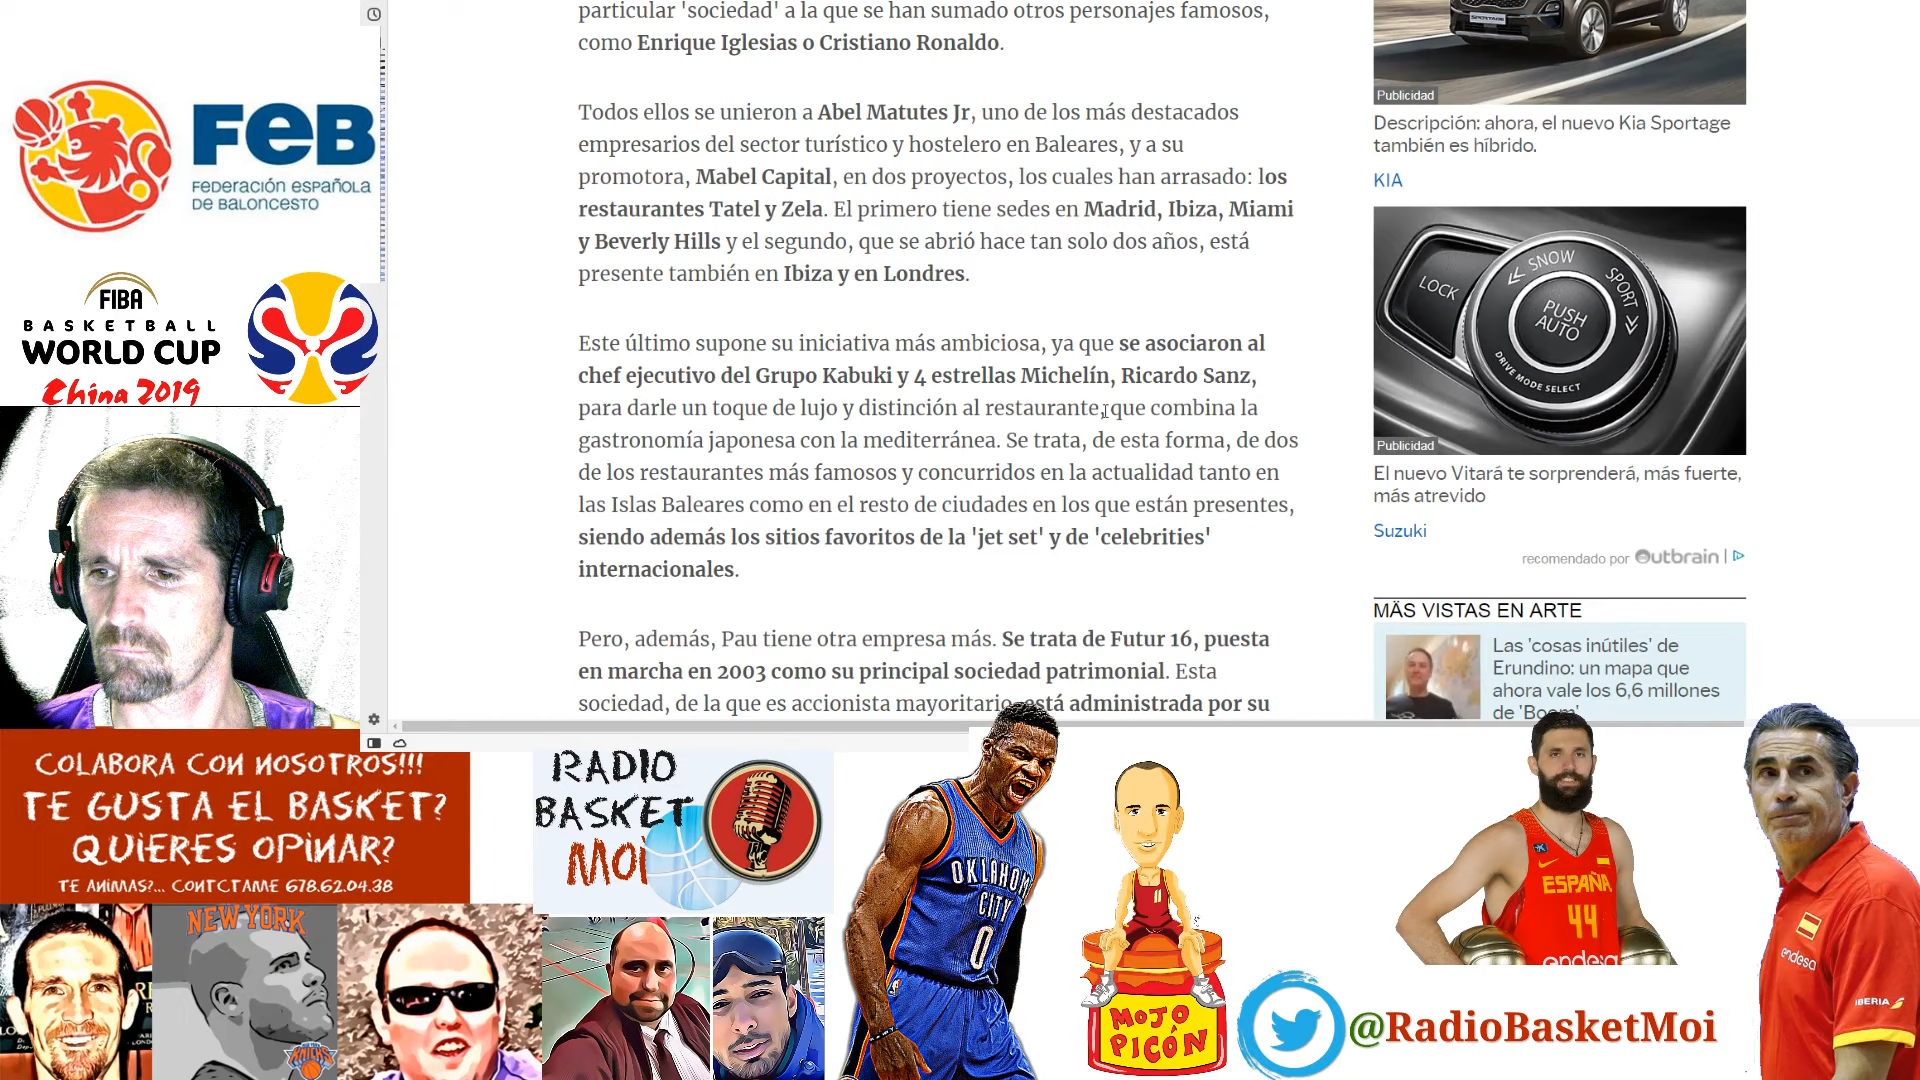 particular 'sociedad' a la que se han sumado otros personajes famosos,
como Enrique Iglesias o Cristiano Ronaldo.
Todos ellos se unieron a Abel Matutes Jr, uno de los más destacados
empresarios del sector turístico y hostelero en Baleares, y a su
promotora, Mabel Capital, en dos proyectos, los cuales han arrasado: los
restaurantes Tatel y Zela. El primero tiene sedes en Madrid, Ibiza, Miami
y Beverly Hills y el segundo, que se abrió hace tan solo dos años, está
presente también en Ibiza y en Londres.
Este último supone su iniciativa más ambiciosa, ya que se asociaron al
chef ejecutivo del Grupo Kabuki y 4 estrellas Michelín, Ricardo Sanz,
para darle un toque de lujo y distinción al restaurante, que combina la
gastronomía japonesa con la mediterránea. Se trata, de esta forma, de dos
de los restaurantes más famosos y concurridos en la actualidad tanto en
las Islas Baleares como en el resto de ciudades en los que están presentes,
siendo además los sitios favoritos de la 'jet set' y de 'celebrities'
internacionales.
Pero, además, Pau tiene otra empresa más. Se trata de Futur 16, puesta
en marcha en 2003 como su principal sociedad patrimonial. Esta
sociedad, de la que es accionista mayoritario, está administrada por su
SPORTAGE
Publicidad
Descripción: ahora, el nuevo Kia Sportage
también es híbrido.
KIA
LOCK
SNOW
SPORT
PUSH
AUTO
DRIVE MODE SELECT
Publicidad
El nuevo Vitará te sorprenderá, más fuerte,
más atrevido
Suzuki
recomendado por Outbrain
MÄS VISTAS EN ARTE
Las 'cosas inútiles' de
Erundino: un mapa que
ahora vale los 6,6 millones
de 'Boom'
FEB
FEDERACIÓN ESPAÑOLA
DE BALONCESTO
FIBA
BASKETBALL
WORLD CUP
China 2019
COLABORA CON NOSOTROS!!!
TE GUSTA EL BASKET?
QUIERES OPINAR?
TE ANIMAS?... CONTCTAME 678.62.04.38
RADIO
BASKET
MOI
NEW YORK
KNICKS
OKLAHOM
CITY
0
11
MOJO
PICÓN
ESPAÑA
44
endesa
endesa
IBERIA
@RadioBasketMoi